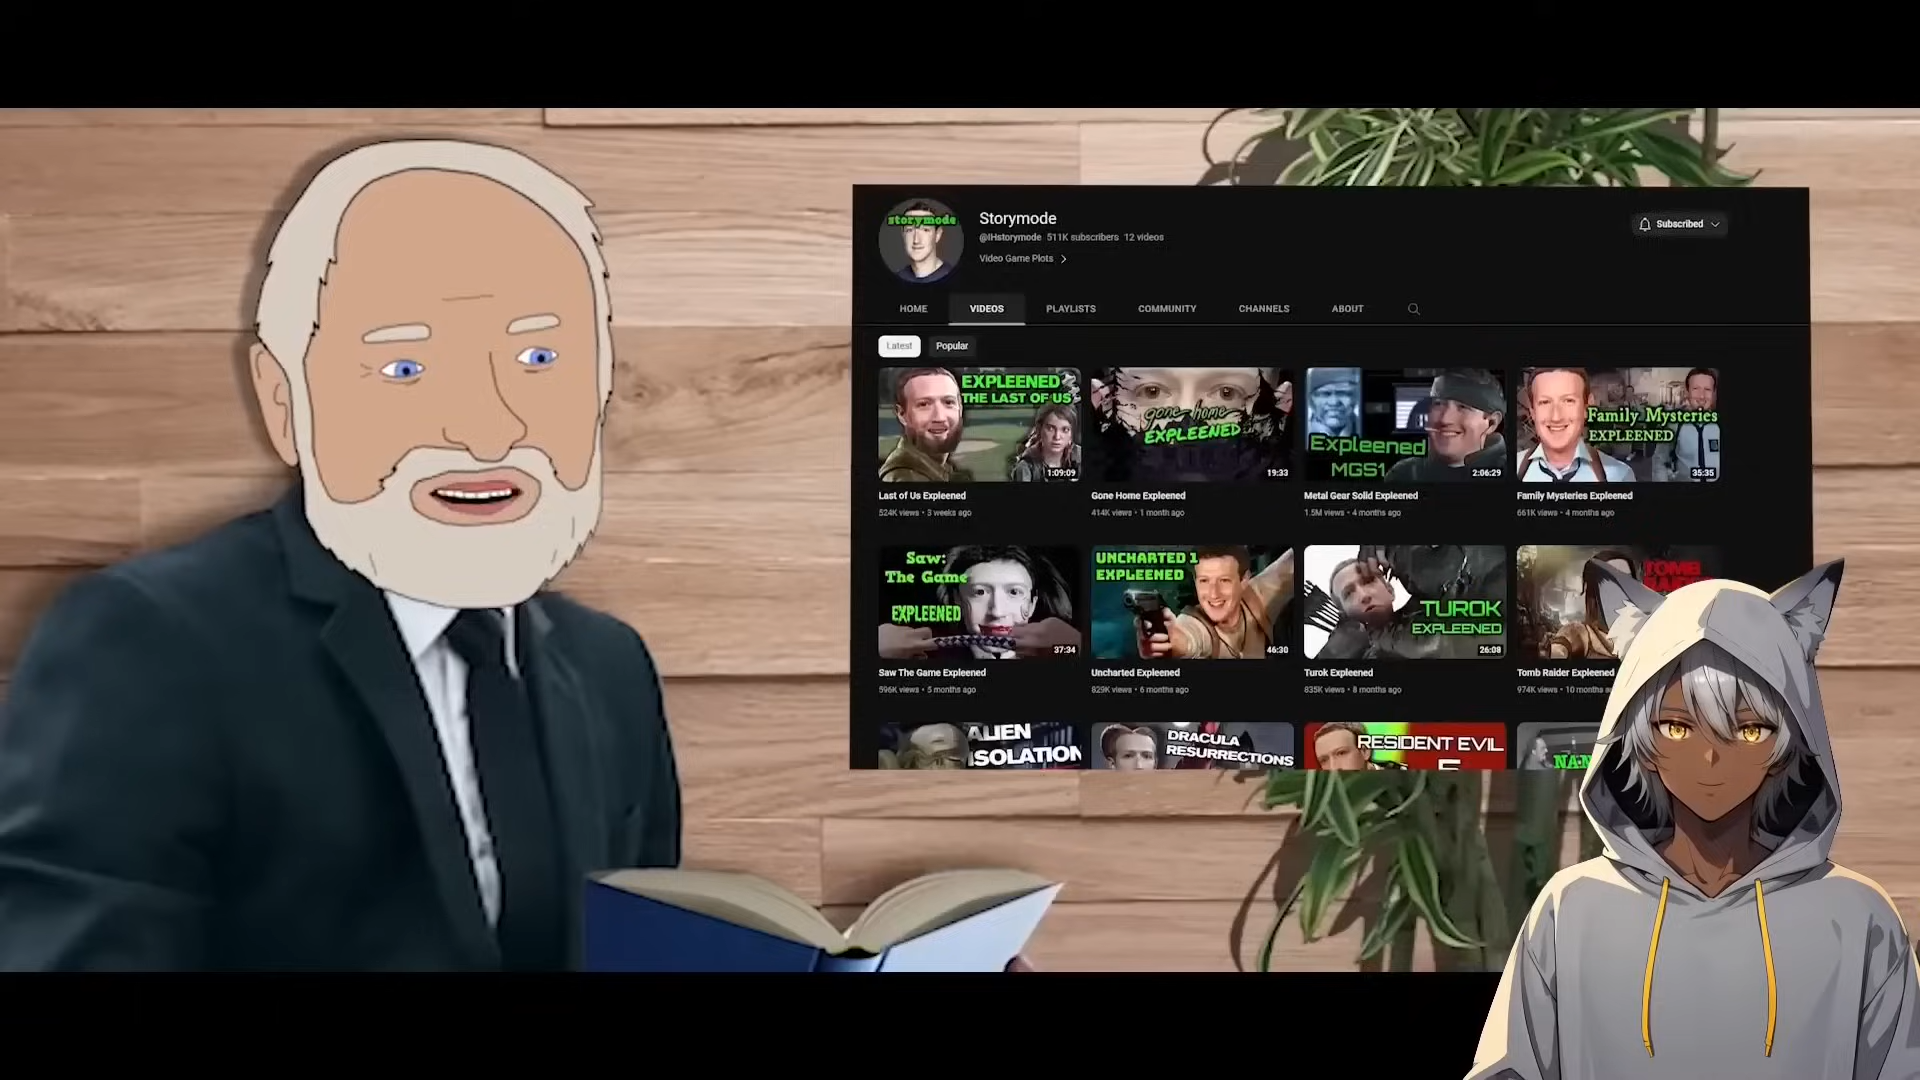 storymode
Storymode
@IHstorymode 511K subscribers 12 videos
Video Game Plots
Subscribed
HOME VIDEOS PLAYLISTS COMMUNITY CHANNELS ABOUT
Latest Popular
EXPLEENED
THE LAST OF US
1:09:09
gone home
EXPLEENED
19:33
Expleened
MGS1
2:06:29
Family Mysteries
EXPLEENED
35:35
Last of Us Expleened
524K views • 3 weeks ago
Gone Home Expleened
414K views • 1 month ago
Metal Gear Solid Expleened
1.5M views • 4 months ago
Family Mysteries Expleened
661K views • 4 months ago
Saw:
The Game
EXPLEENED
37:34
UNCHARTED 1
EXPLEENED
46:30
TUROK
EXPLEENED
26:08
TOMB
Saw The Game Expleened
596K views • 5 months ago
Uncharted Expleened
829K views • 6 months ago
Turok Expleened
835K views • 8 months ago
Tomb Raider Expleened
974K views • 10 months
ALIEN
ISOLATION
DRACULA
RESURRECTIONS
RESIDENT EVIL